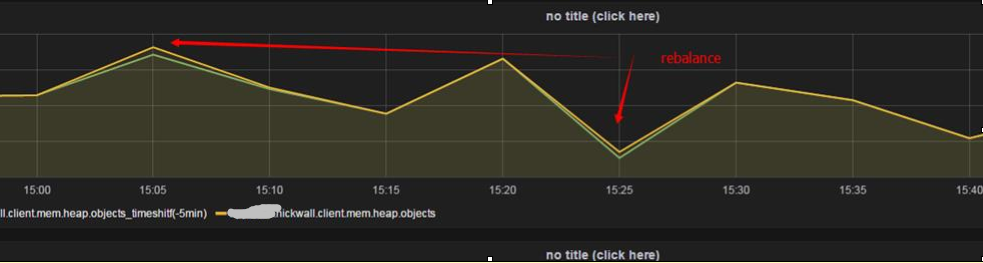 no title (click here)
rebalance
15:00 15:05 15:10 15:15 15:20 15:25 15:30 15:35 15:40
ll.client.mem.heap.objects_timeshitf(-5min) nickwall.client.mem.heap.objects
no title (click here)